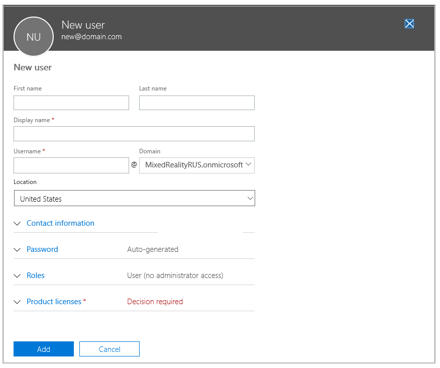 NU
New user
new@domain.com
New user
First name Last name
Display name *
Username * Domain
@ MixedRealityRUS.onmicrosoft
Location
United States
Contact information
Password Auto-generated
Roles User (no administrator access)
Product licenses * Decision required
Add Cancel